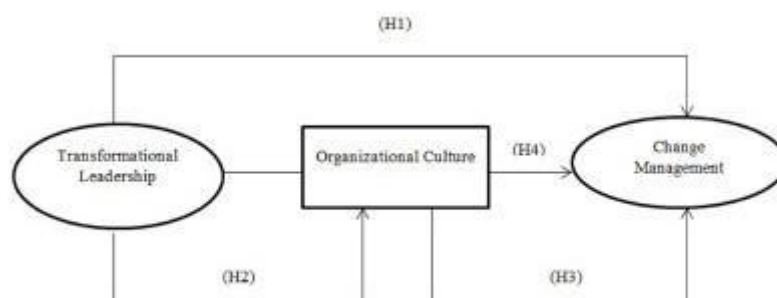 (H1)
Transformational
Leadership
Organizational Culture
(H4)
Change
Management
(H2)
(H3)